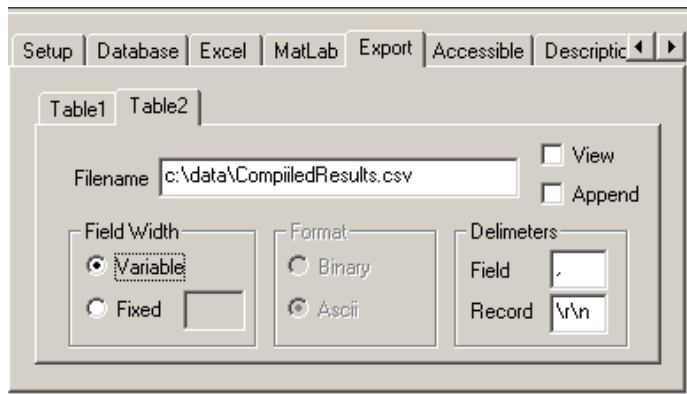 Setup Database Excel MatLab Export Accessible Descriptic
Table1 Table2
Filename c:\data\CompiiledResults.csv
View
Append
Field Width
Variable
Fixed
Format
Binary
Ascii
Delimeters
Field ,
Record \r\n